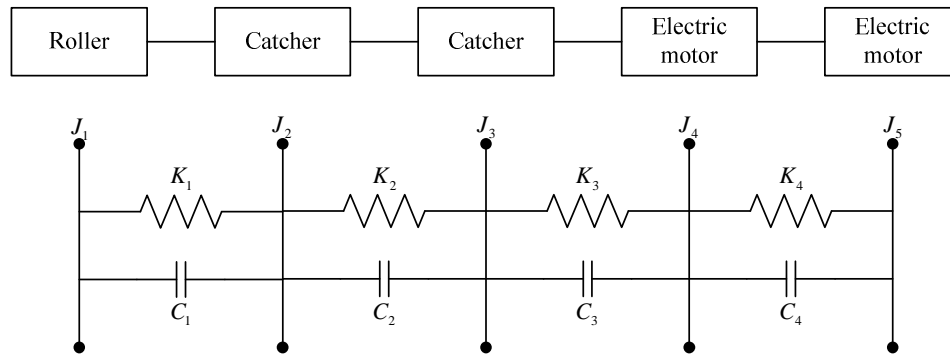 Roller
Catcher
Catcher
Electric
motor
Electric
motor
J₁
J₂
J₃
J₄
J₅
K₁
K₂
K₃
K₄
C₁
C₂
C₃
C₄